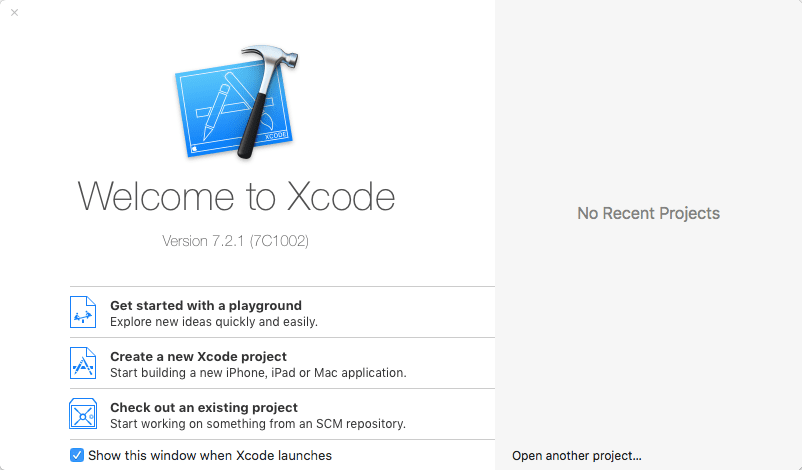 XCODE
Welcome to Xcode
Version 7.2.1 (7C1002)
Get started with a playground
Explore new ideas quickly and easily.
Create a new Xcode project
Start building a new iPhone, iPad or Mac application.
Check out an existing project
Start working on something from an SCM repository.
Show this window when Xcode launches
No Recent Projects
Open another project...